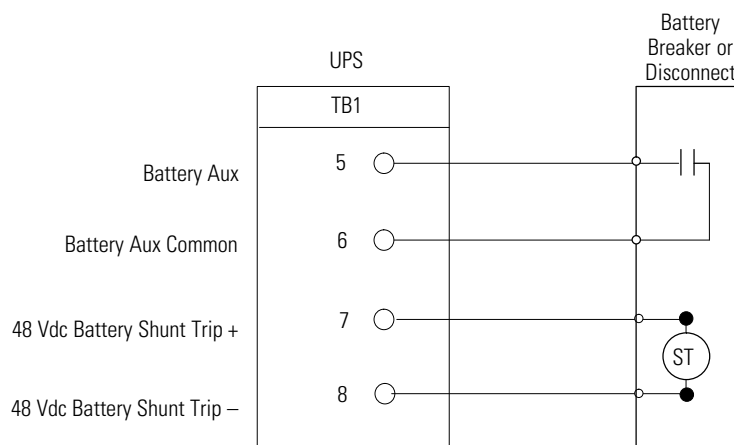 Battery
Breaker or
Disconnect
UPS
TB1
Battery Aux
5
Battery Aux Common
6
48 Vdc Battery Shunt Trip +
7
ST
48 Vdc Battery Shunt Trip –
8